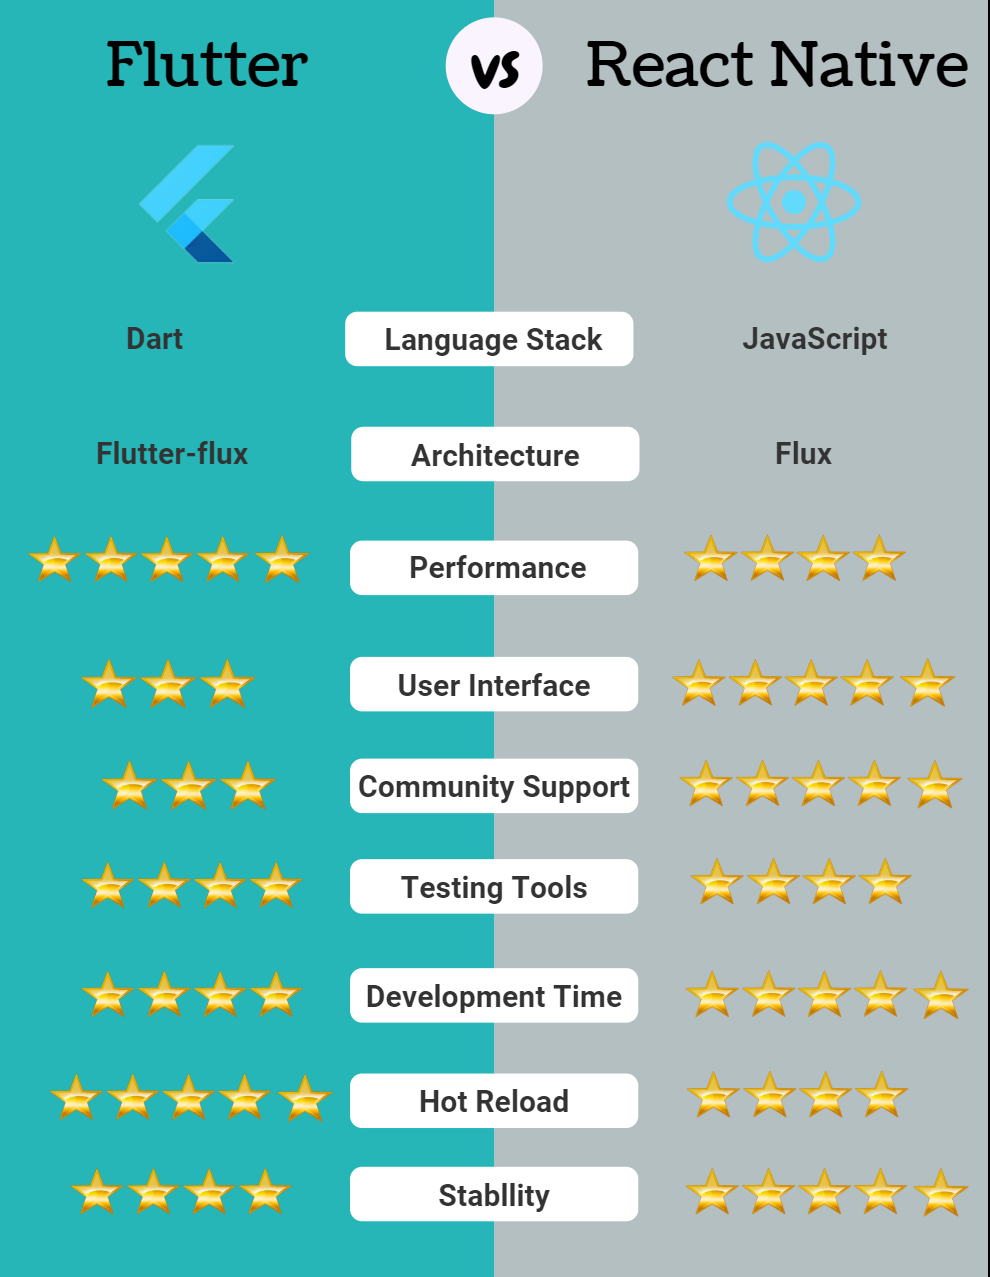 Flutter vs React Native
Dart Language Stack JavaScript
Flutter-flux Architecture Flux
Performance
User Interface
Community Support
Testing Tools
Development Time
Hot Reload
Stabllity